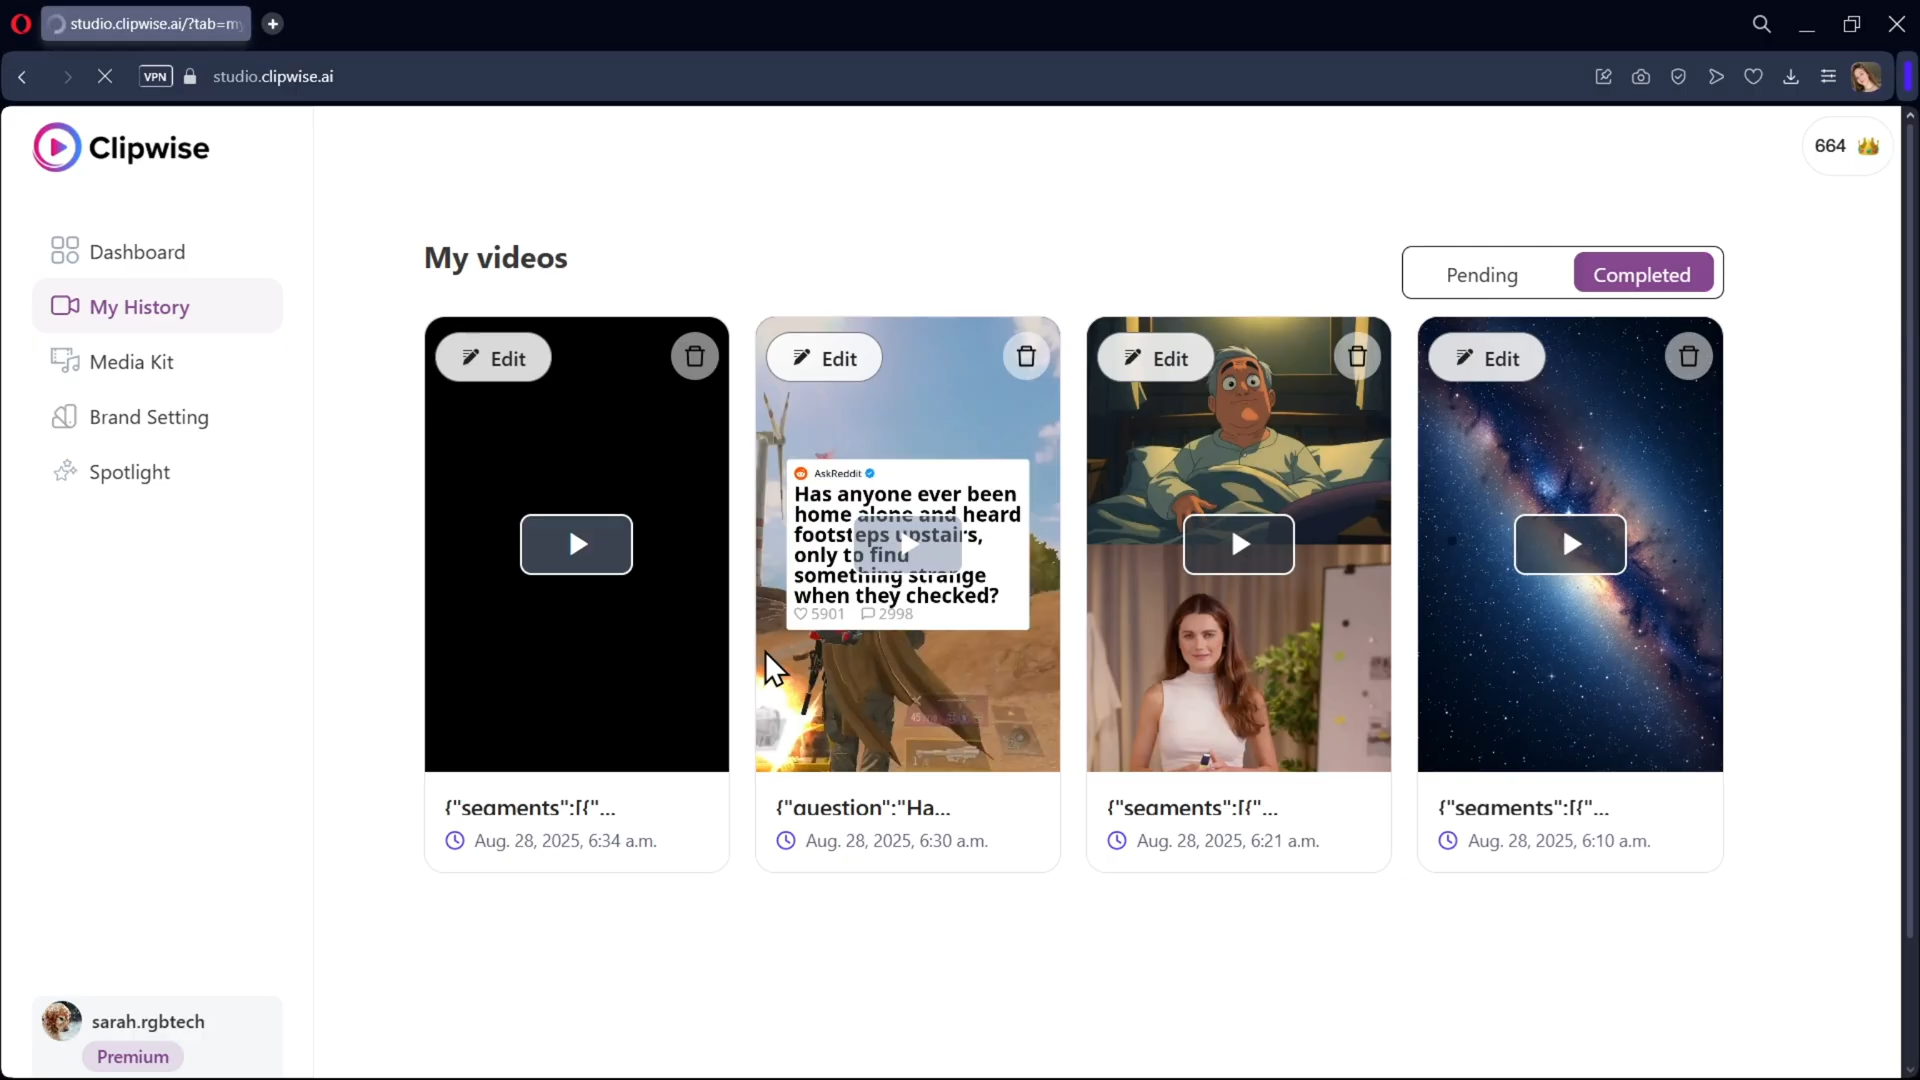 studio.clipwise.ai/?tab=my
VPN
studio.clipwise.ai
Clipwise
664
Dashboard
My History
Media Kit
Brand Setting
Spotlight
My videos
Pending
Completed
Edit
Edit
Edit
Edit
AskReddit
Has anyone ever been
home alone and heard
footsteps upstairs,
only to find
something strange
when they checked?
5901
2998
{"segments":[{"...
Aug. 28, 2025, 6:34 a.m.
{"question":"Ha...
Aug. 28, 2025, 6:30 a.m.
{"segments":[{"...
Aug. 28, 2025, 6:21 a.m.
{"segments":[{"...
Aug. 28, 2025, 6:10 a.m.
sarah.rgbtech
Premium